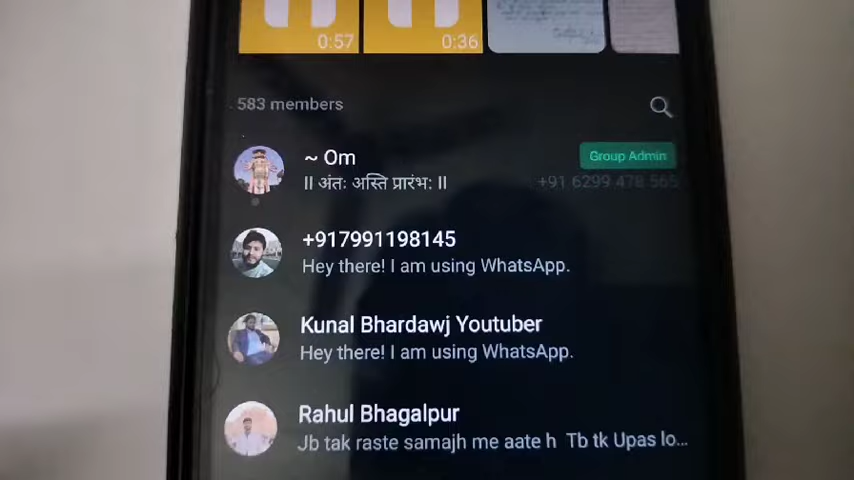 0:57
0:36
583 members
~ Om
Group Admin
॥ अंतः अस्ति प्रारंभः ॥
+91 6299 478 565
+917991198145
Hey there! I am using WhatsApp.
Kunal Bhardawj Youtuber
Hey there! I am using WhatsApp.
Rahul Bhagalpur
Jb tak raste samajh me aate h Tb tk Upas lo...